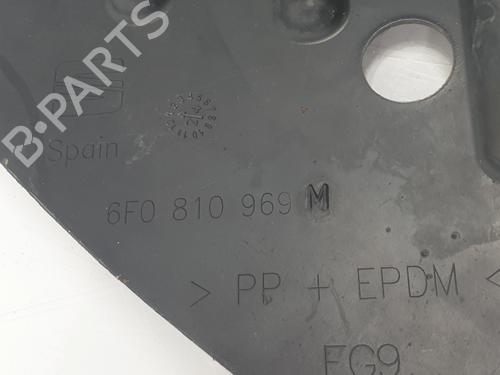 B-PARTS
Spain
6F0 810 969 M
> PP + EPDM <
EG9